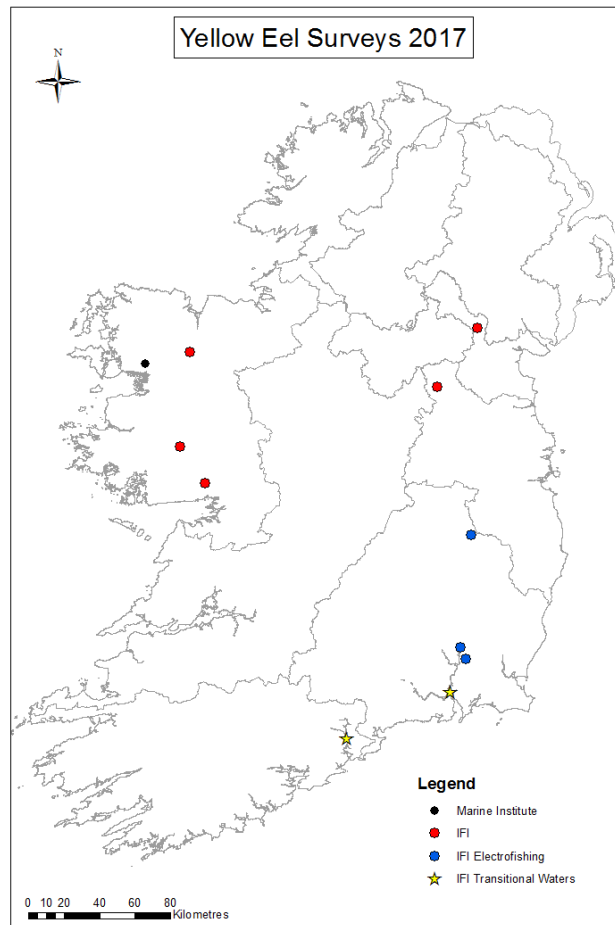 Yellow Eel Surveys 2017
N
Legend
Marine Institute
IFI
IFI Electrofishing
IFI Transitional Waters
0 10 20 40 60 80
Kilometres